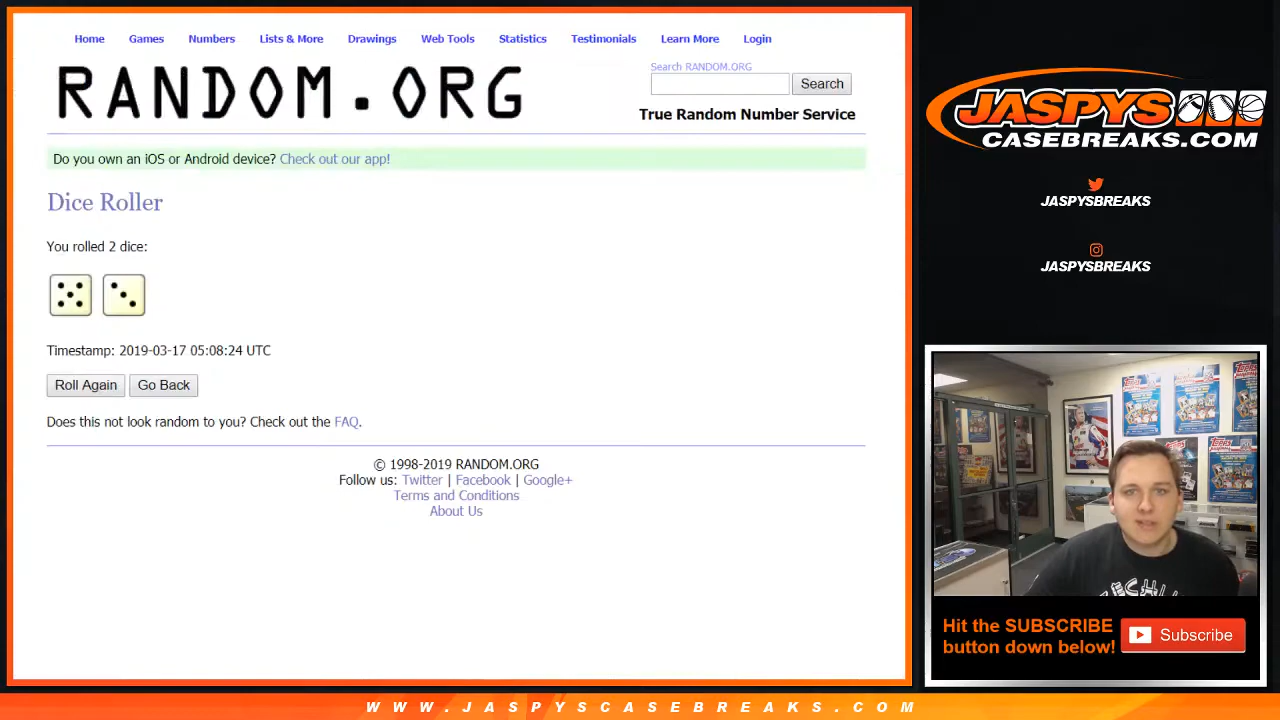 Home Games Numbers Lists & More Drawings Web Tools Statistics Testimonials Learn More Login
RANDOM.ORG
Search RANDOM.ORG
Search
True Random Number Service
Do you own an iOS or Android device? Check out our app!
Dice Roller
You rolled 2 dice:
Timestamp: 2019-03-17 05:08:24 UTC
Roll Again Go Back
Does this not look random to you? Check out the FAQ.
© 1998-2019 RANDOM.ORG
Follow us: Twitter | Facebook | Google+
Terms and Conditions
About Us
JASPYS
CASEBREAKS.COM
JASPYSBREAKS
JASPYSBREAKS
Hit the SUBSCRIBE
button down below!
Subscribe
WWW.JASPYSCASEBREAKS.COM